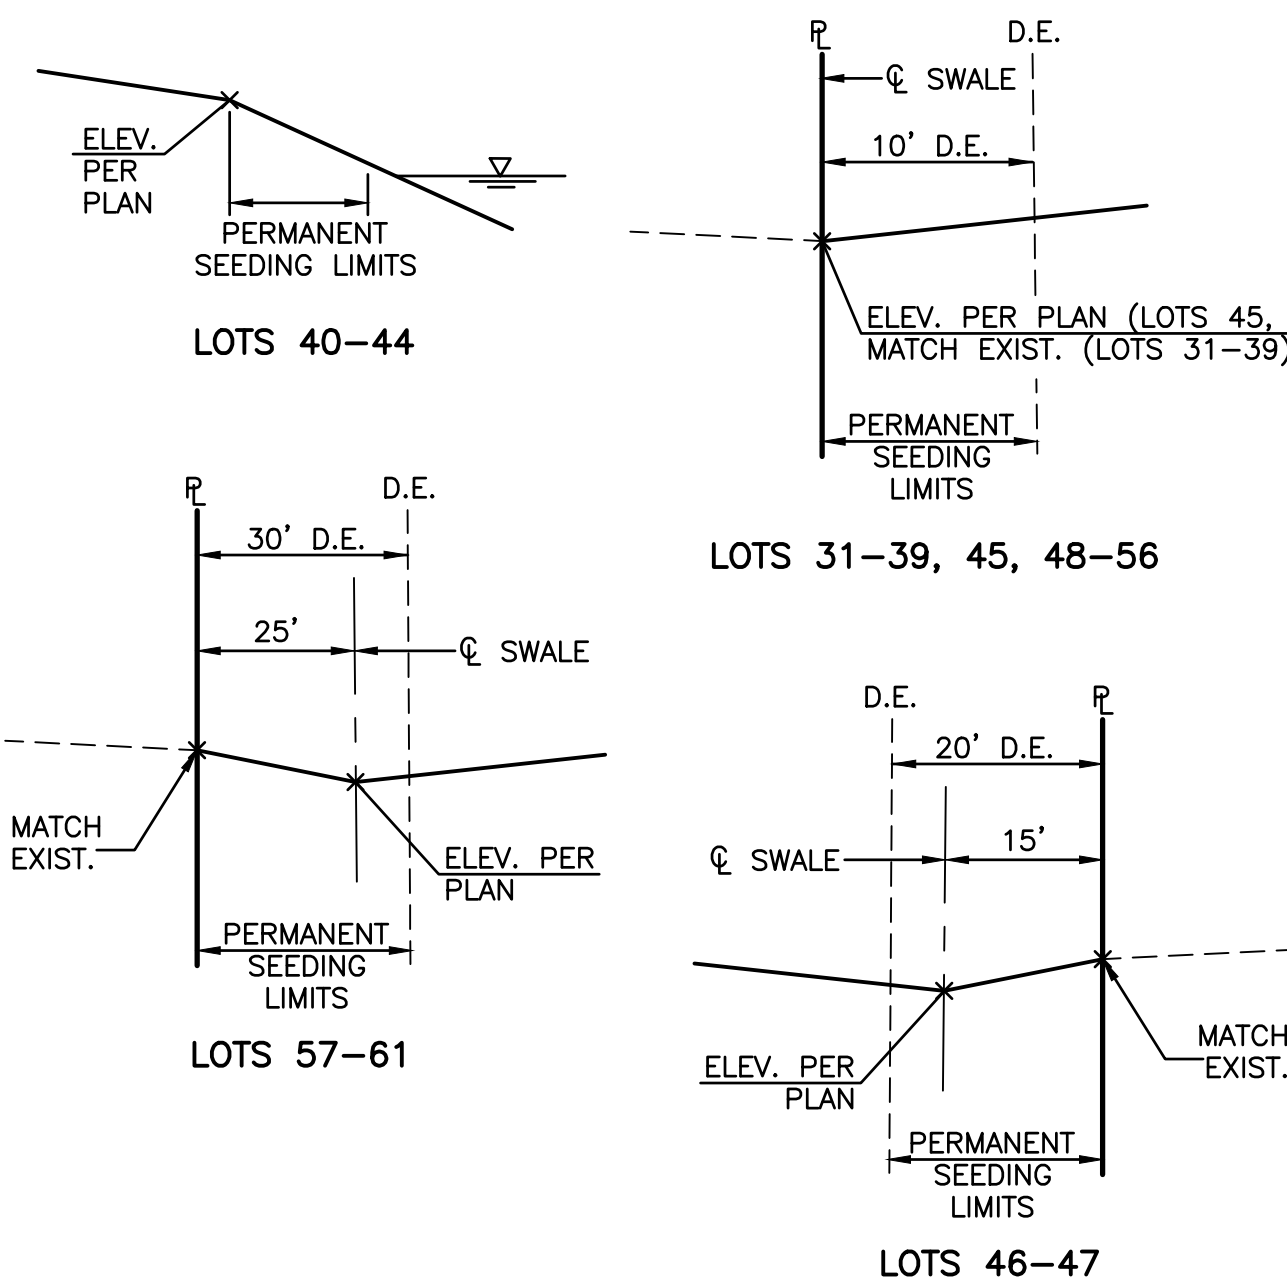 ELEV.
PER
PLAN
PERMANENT
SEEDING LIMITS
LOTS 40-44
PL
D.E.
CL SWALE
10' D.E.
ELEV. PER PLAN (LOTS 45,
MATCH EXIST. (LOTS 31-39)
PERMANENT
SEEDING
LIMITS
LOTS 31-39, 45, 48-56
PL
D.E.
30' D.E.
25'
CL SWALE
MATCH
EXIST.
ELEV. PER
PLAN
PERMANENT
SEEDING
LIMITS
LOTS 57-61
D.E.
PL
20' D.E.
15'
CL SWALE
ELEV. PER
PLAN
MATCH
EXIST.
PERMANENT
SEEDING
LIMITS
LOTS 46-47